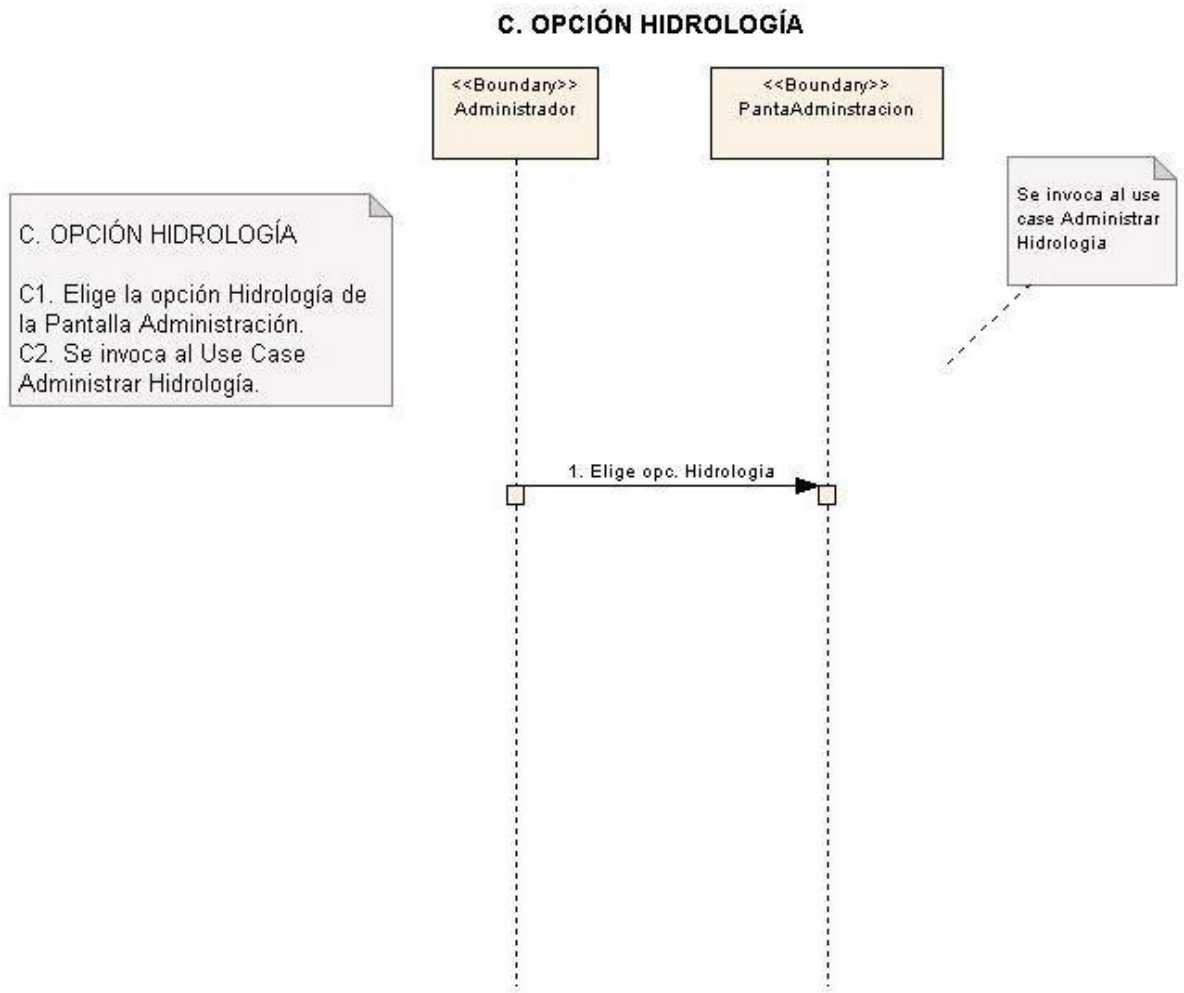 C. OPCIÓN HIDROLOGÍA
<<Boundary>>
Administrador
<<Boundary>>
PantaAdminstracion
Se invoca al use
case Administrar
Hidrologia
C. OPCIÓN HIDROLOGÍA
C1. Elige la opción Hidrología de
la Pantalla Administración.
C2. Se invoca al Use Case
Administrar Hidrología.
1. Elige opc. Hidrologia